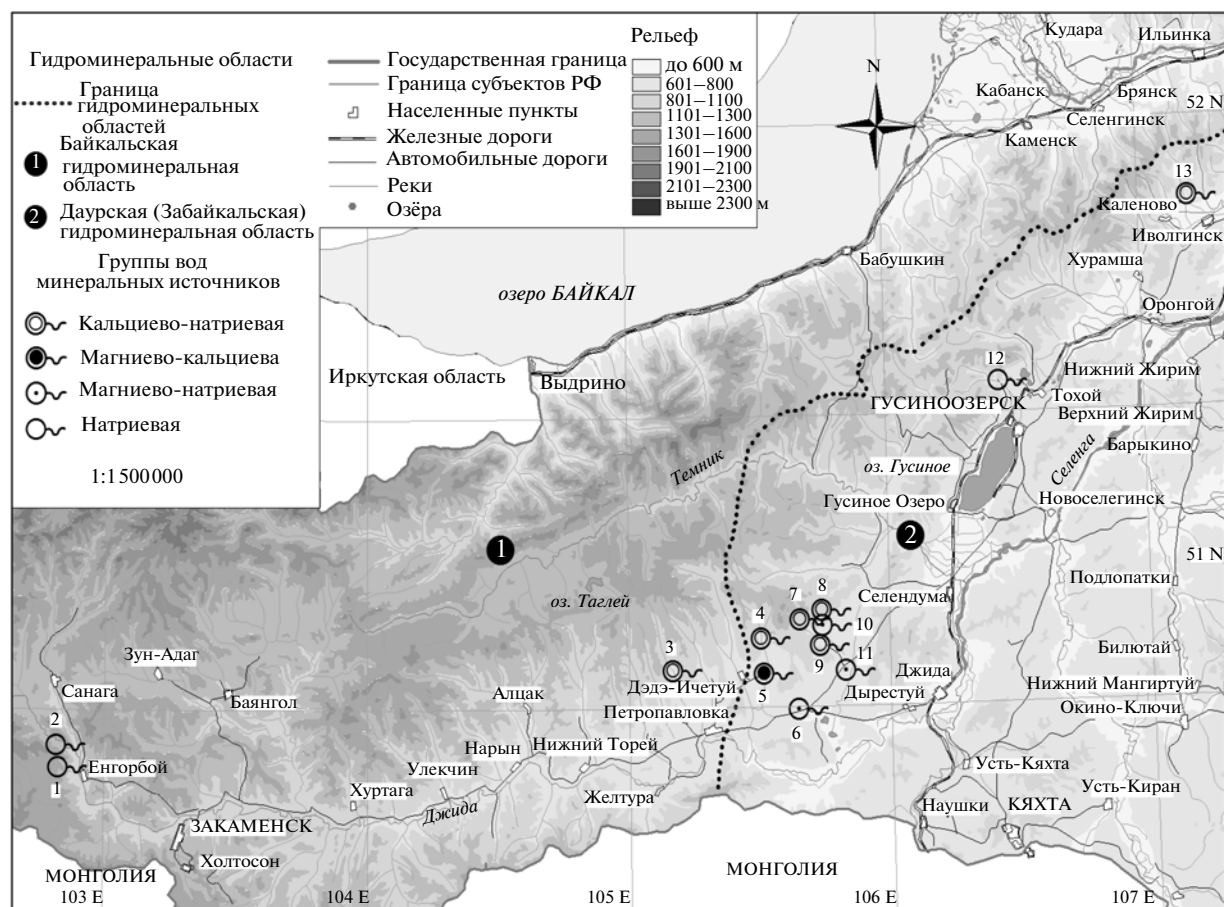 Гидроминеральные области
Граница
гидроминеральных
областей
1
Байкальская
гидроминеральная
область
2
Даурская (Забайкальская)
гидроминеральная область
Группы вод
минеральных источников
Кальциево-натриевая
Магниево-кальциева
Магниево-натриевая
Натриевая
1:1500000
Государственная граница
Граница субъектов РФ
Населенные пункты
Железные дороги
Автомобильные дороги
Реки
Озёра
Рельеф
до 600 м
601–800
801–1100
1101–1300
1301–1600
1601–1900
1901–2100
2101–2300
выше 2300 м
N
Кудара
Ильинка
Кабанск
Брянск
52 N
Селенгинск
Каменск
13
Каленово
Иволгинск
Бабушкин
Хурамша
озеро БАЙКАЛ
Оронгой
Иркутская область
Выдрино
12
Нижний Жирим
Тохой
ГУСИНООЗЕРСК
Верхний Жирим
Барыкино
Селенга
Темник
оз. Гусиное
Гусиное Озеро
Новоселегинск
1
2
51 N
Подлопатки
оз. Таглей
Селендума
7
8
4
10
9
11
Билютай
Зун-Адаг
3
Санага
Баянгол
Алцак
Дэдэ-Ичетуй
5
Джида
Дырестуй
Нижний Мангиртуй
Петропавловка
6
Окино-Ключи
2
Нарын
Нижний Торей
1
Енгорбой
Улекчин
Усть-Кяхта
Хуртага
Джида
Желтура
Усть-Киран
Наушки
КЯХТА
ЗАКАМЕНСК
Холтосон
МОНГОЛИЯ
МОНГОЛИЯ
103 E
104 E
105 E
106 E
107 E